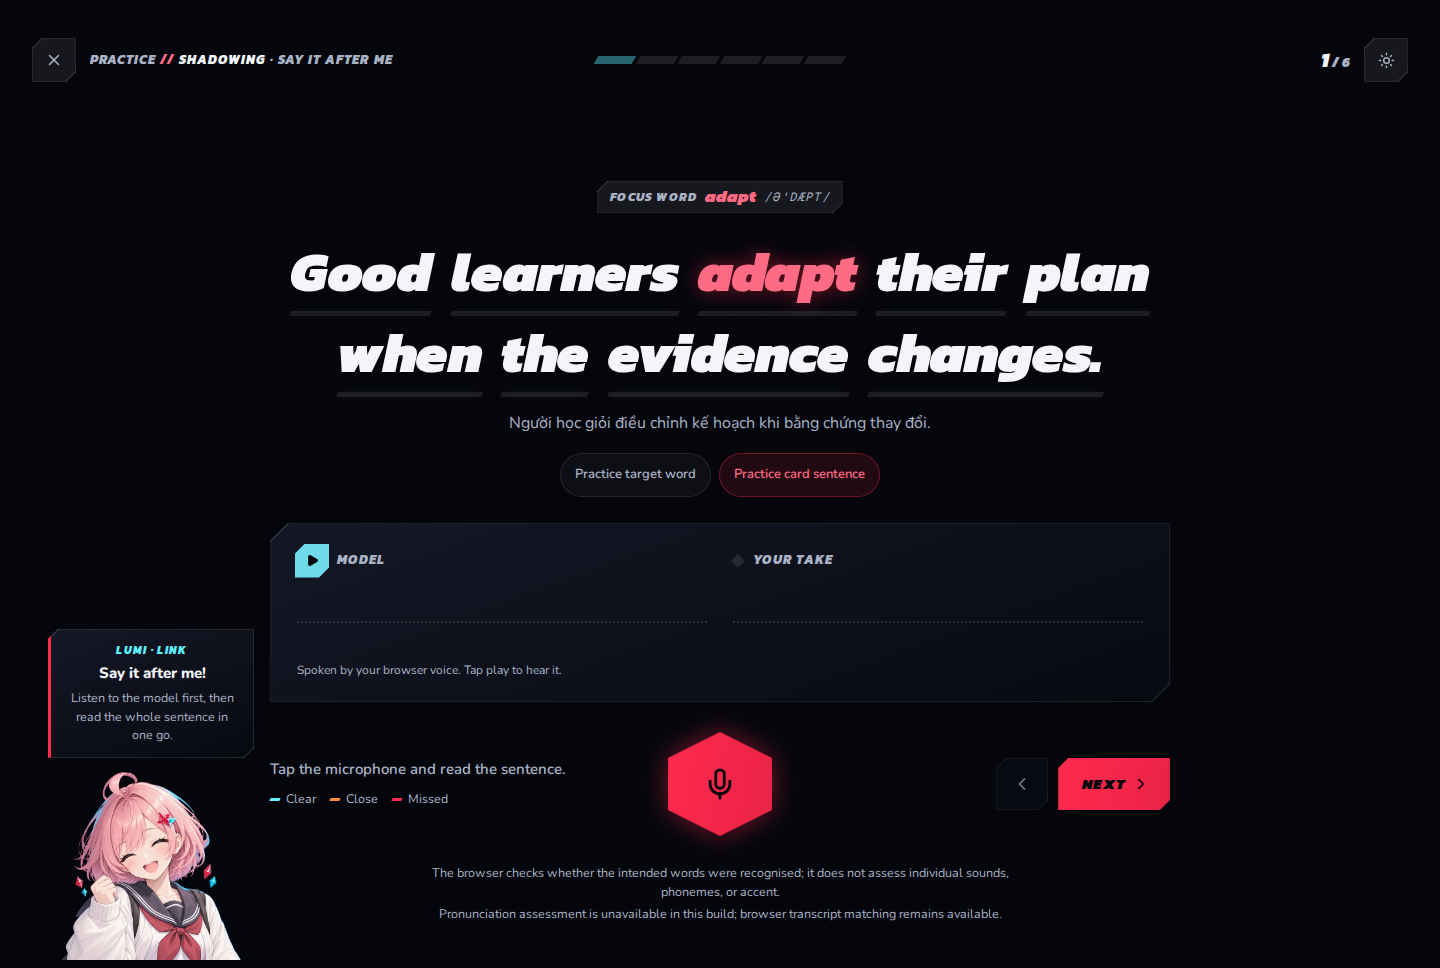 PRACTICE // SHADOWING · SAY IT AFTER ME
1 / 6
FOCUS WORD adapt /əˈDÆPT/
Good learners adapt their plan
when the evidence changes.
Người học giỏi điều chỉnh kế hoạch khi bằng chứng thay đổi.
Practice target word
Practice card sentence
MODEL
YOUR TAKE
Spoken by your browser voice. Tap play to hear it.
LUMI · LINK
Say it after me!
Listen to the model first, then
read the whole sentence in
one go.
Tap the microphone and read the sentence.
Clear Close Missed
NEXT
The browser checks whether the intended words were recognised; it does not assess individual sounds,
phonemes, or accent.
Pronunciation assessment is unavailable in this build; browser transcript matching remains available.